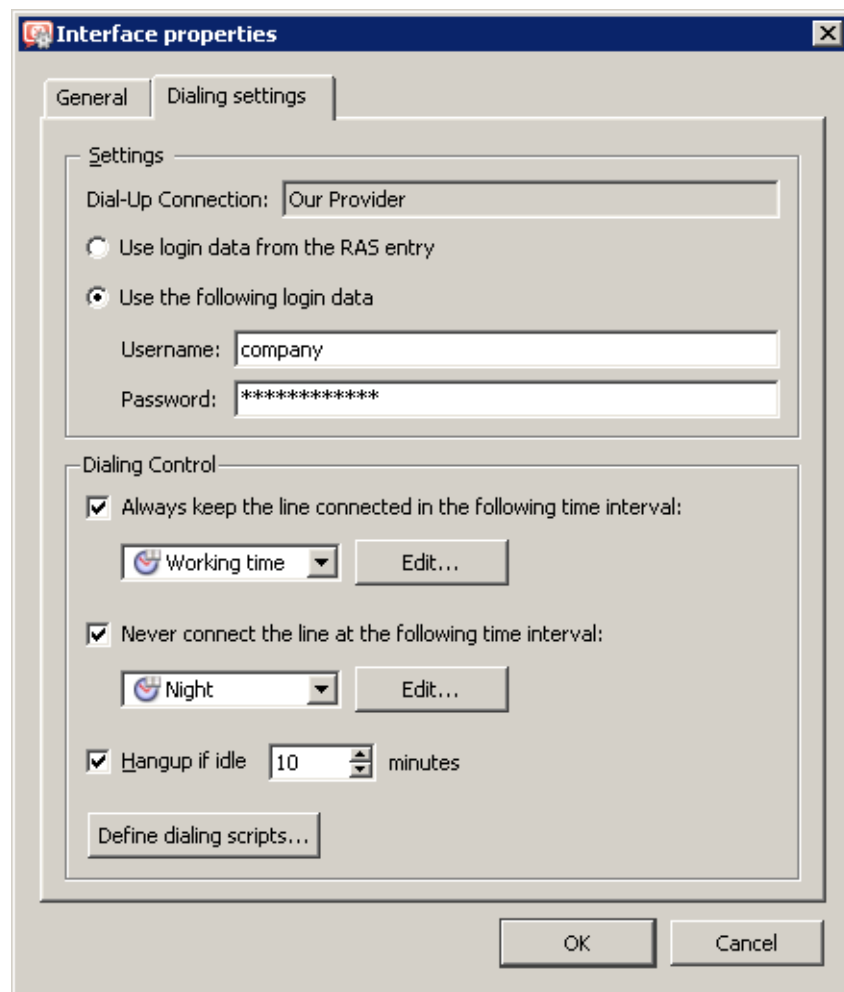 Interface properties
General Dialing settings
Settings
Dial-Up Connection: Our Provider
Use login data from the RAS entry
Use the following login data
Username: company
Password: ************
Dialing Control
Always keep the line connected in the following time interval:
Working time Edit...
Never connect the line at the following time interval:
Night Edit...
Hangup if idle 10 minutes
Define dialing scripts...
OK Cancel